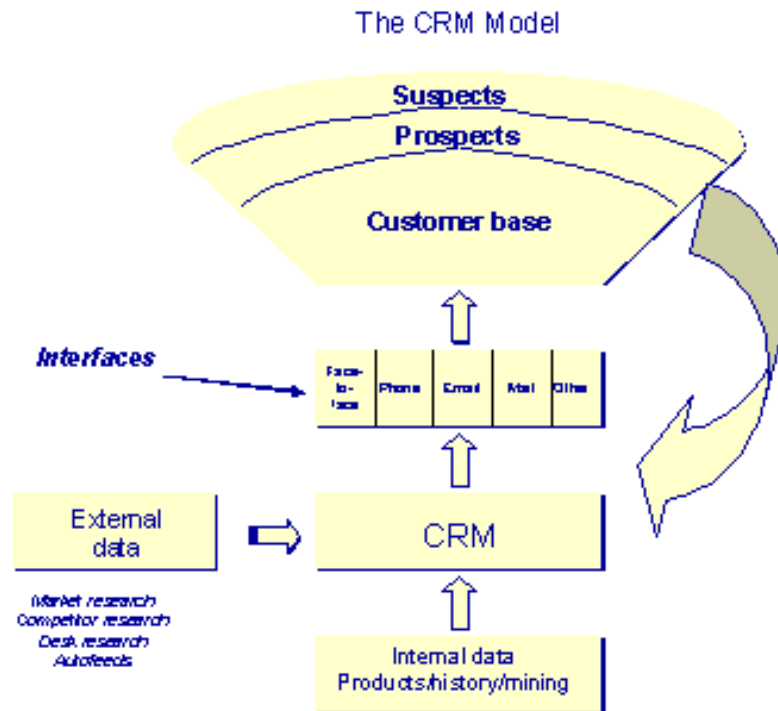 The CRM Model
Suspects
Prospects
Customer base
Interfaces
Face-
to-
face
Phone
Email
Mail
Other
External
data
CRM
Market research
Competitor research
Desk research
Autofeeds
Internal data
Products/history/mining